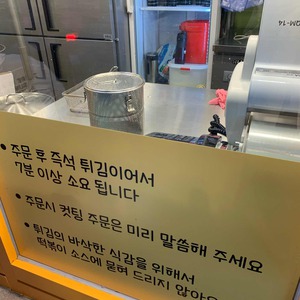 • 주문 후 즉석 튀김이어서
7분 이상 소요 됩니다
• 주문시 컷팅 주문은 미리 말씀해 주세요
• 튀김의 바삭한 식감을 위해서
떡볶이 소스에 묻혀 드리지 않아요